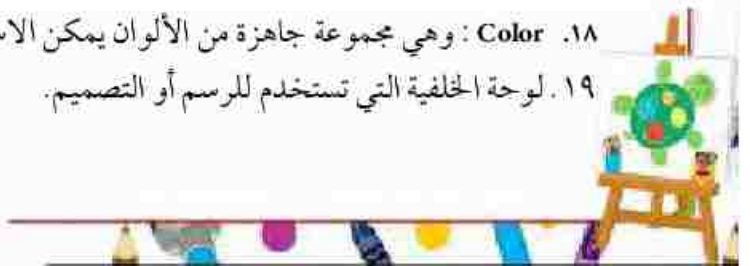 ١٨. Color : وهي مجموعة جاهزة من الألوان يمكن
١٩. لوحة الخلفية التي تستخدم للرسم أو التصميم.